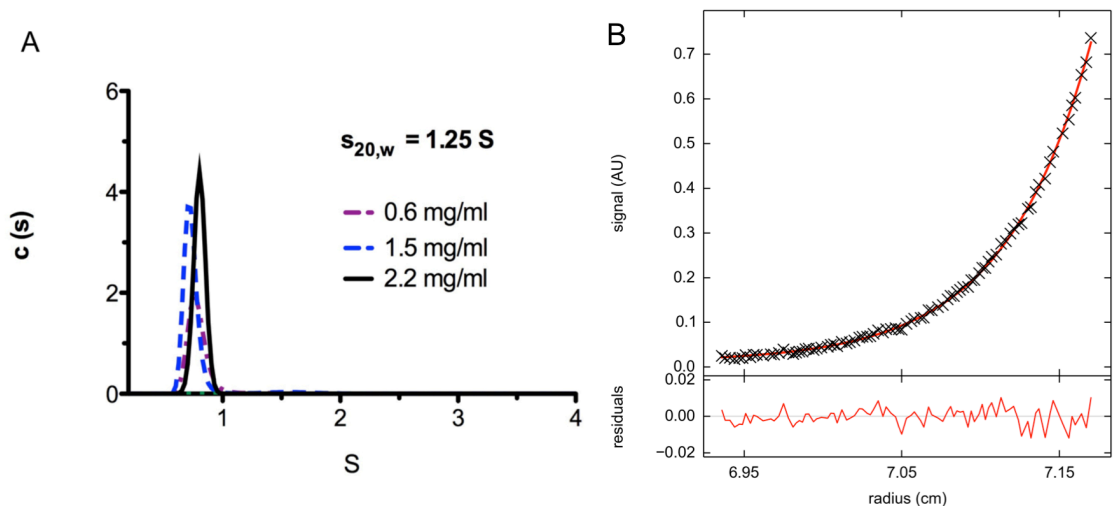 A
6
4
2
0
c (s)
s20,w = 1.25 S
0.6 mg/ml
1.5 mg/ml
2.2 mg/ml
1
2
3
4
S
B
0.7
0.6
0.5
0.4
0.3
0.2
0.1
0.0
signal (AU)
0.02
0.00
−0.02
residuals
6.95
7.05
7.15
radius (cm)